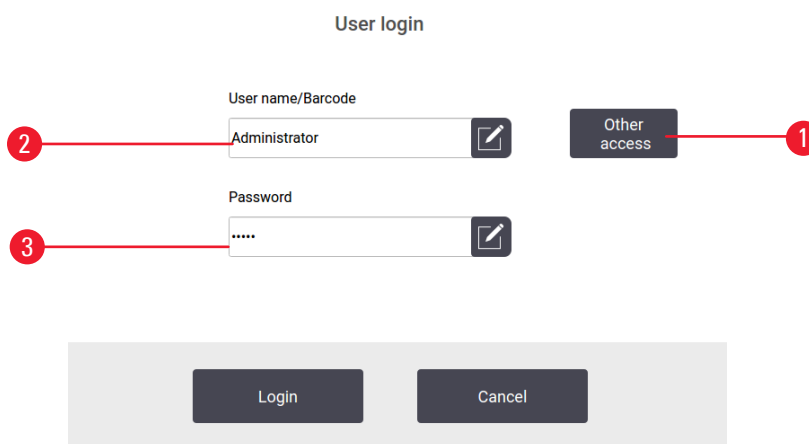 User login
User name/Barcode
Administrator
Other
access
1
2
Password
•••••
3
Login
Cancel